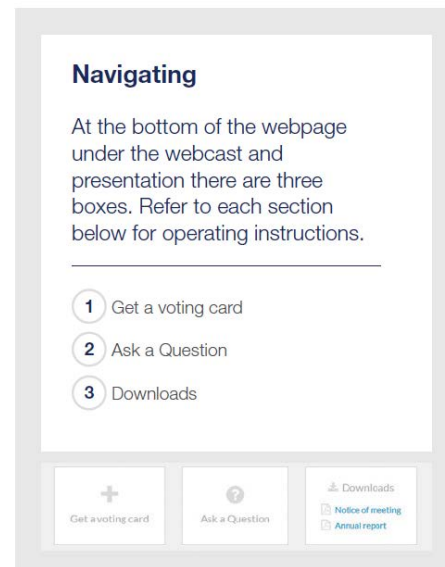 Navigating
At the bottom of the webpage
under the webcast and
presentation there are three
boxes. Refer to each section
below for operating instructions.
1 Get a voting card
2 Ask a Question
3 Downloads
Get a voting card
Ask a Question
Downloads
Notice of meeting
Annual report